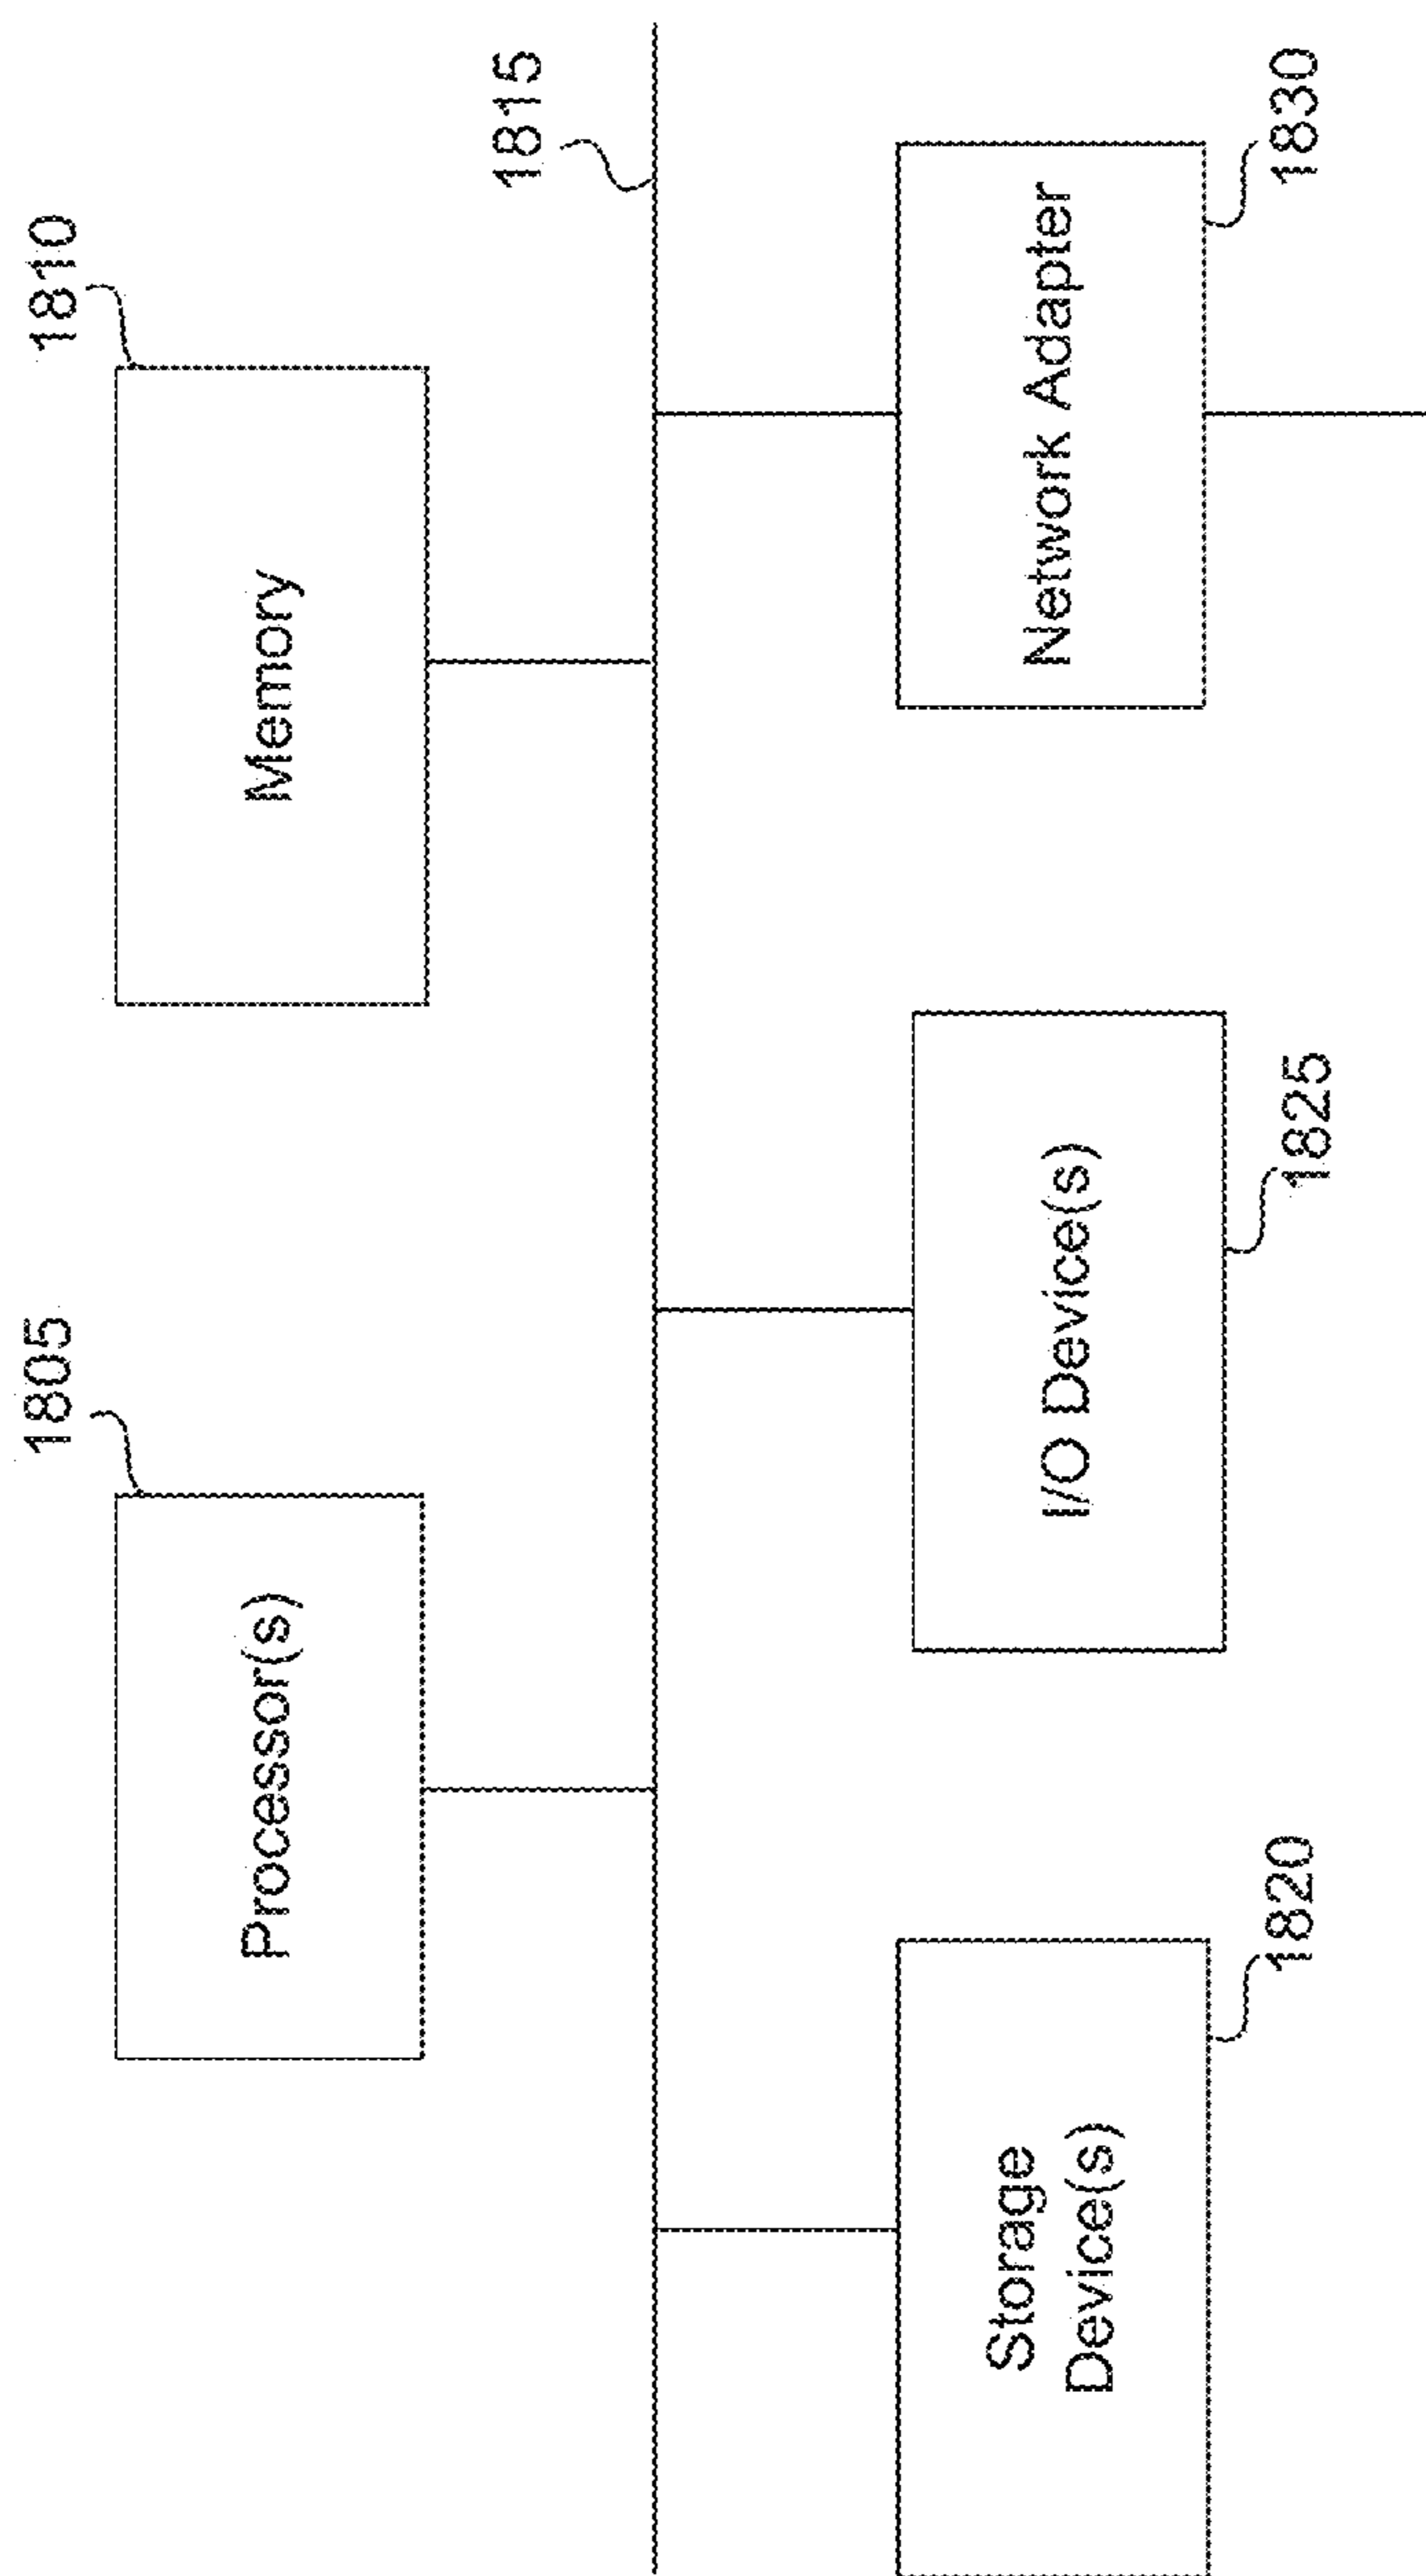 1805
Processor(s)
1810
Memory
1815
Storage
Device(s)
1820
I/O Device(s)
1825
Network Adapter
1830